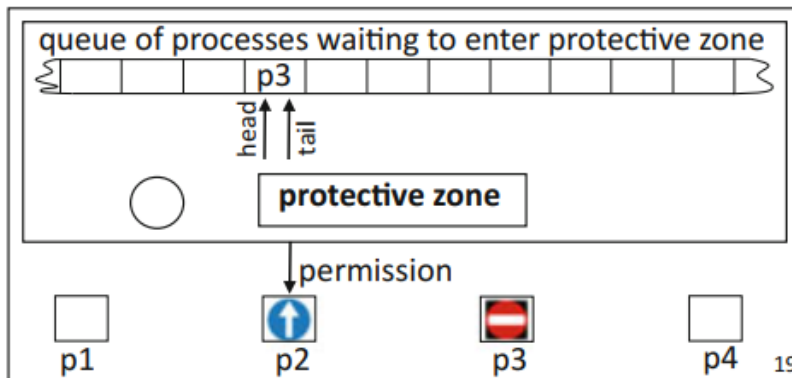 queue of processes waiting to enter protective zone
p3
head
tail
protective zone
permission
p1 p2 p3 p4
19